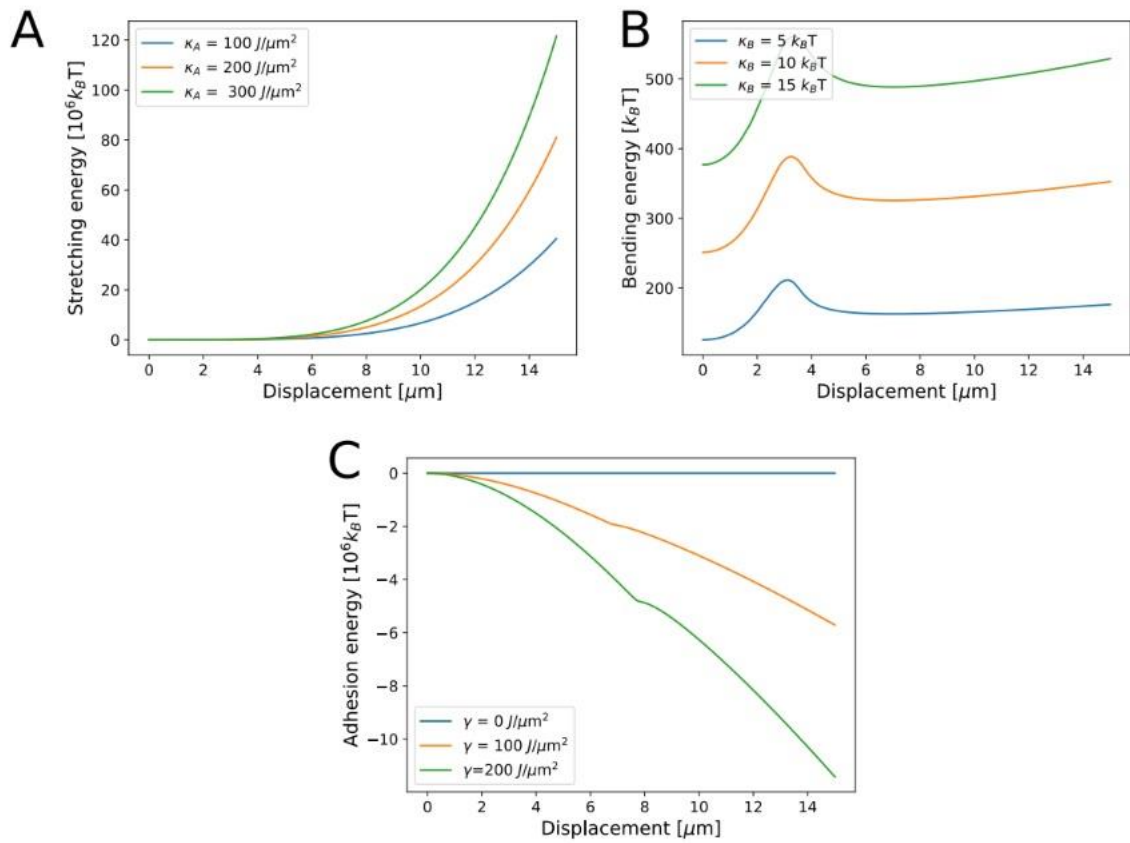 A
Stretching energy [10⁶k_BT]
120
100
80
60
40
20
0
κ_A = 100 J/μm²
κ_A = 200 J/μm²
κ_A = 300 J/μm²
0 2 4 6 8 10 12 14
Displacement [μm]
B
Bending energy [k_BT]
500
400
300
200
κ_B = 5 k_BT
κ_B = 10 k_BT
κ_B = 15 k_BT
0 2 4 6 8 10 12 14
Displacement [μm]
C
Adhesion energy [10⁶k_BT]
0
−2
−4
−6
−8
−10
γ = 0 J/μm²
γ = 100 J/μm²
γ=200 J/μm²
0 2 4 6 8 10 12 14
Displacement [μm]